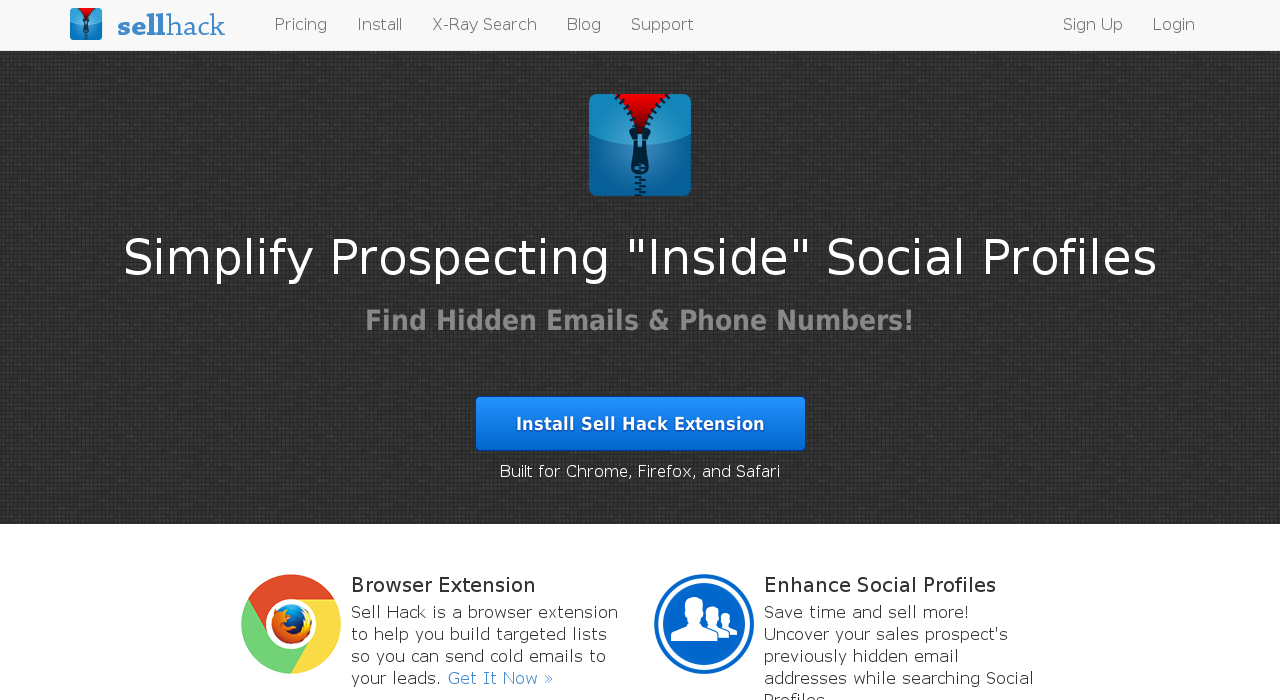 sellhack
Pricing
Install
X-Ray Search
Blog
Support
Sign Up
Login
Simplify Prospecting "Inside" Social Profiles
Find Hidden Emails & Phone Numbers!
Install Sell Hack Extension
Built for Chrome, Firefox, and Safari
Browser Extension
Sell Hack is a browser extension
to help you build targeted lists
so you can send cold emails to
your leads. Get It Now »
Enhance Social Profiles
Save time and sell more!
Uncover your sales prospect's
previously hidden email
addresses while searching Social
Profiles